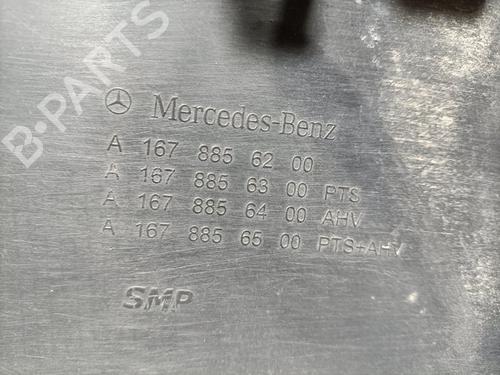 B-PARTS
Mercedes-Benz
A 167 885 62 00
A 167 885 63 00 PTS
A 167 885 64 00 AHV
A 167 885 65 00 PTS+AHV
SMP